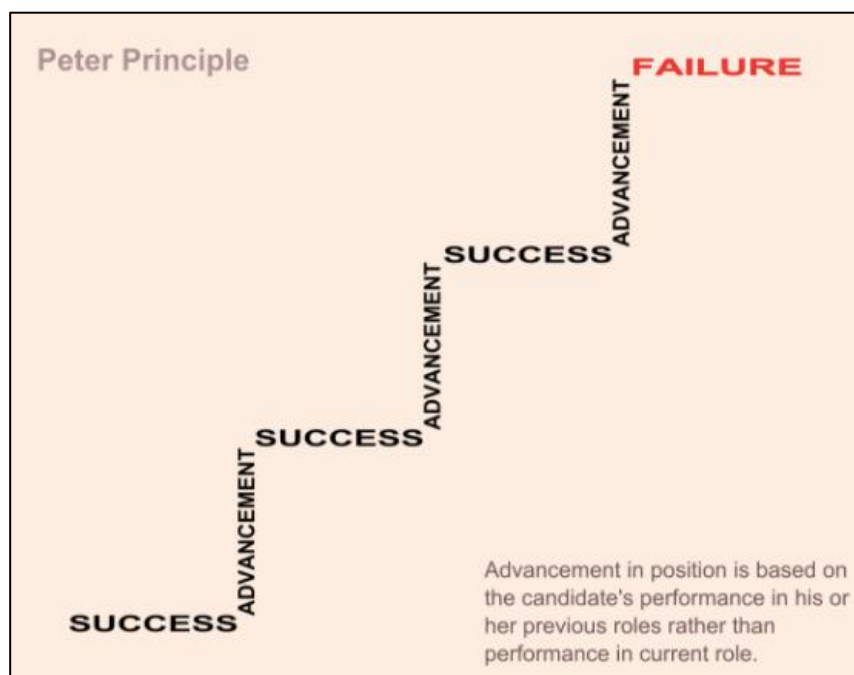 Peter Principle
FAILURE
ADVANCEMENT
SUCCESS
ADVANCEMENT
SUCCESS
ADVANCEMENT
SUCCESS
Advancement in position is based on
the candidate's performance in his or
her previous roles rather than
performance in current role.